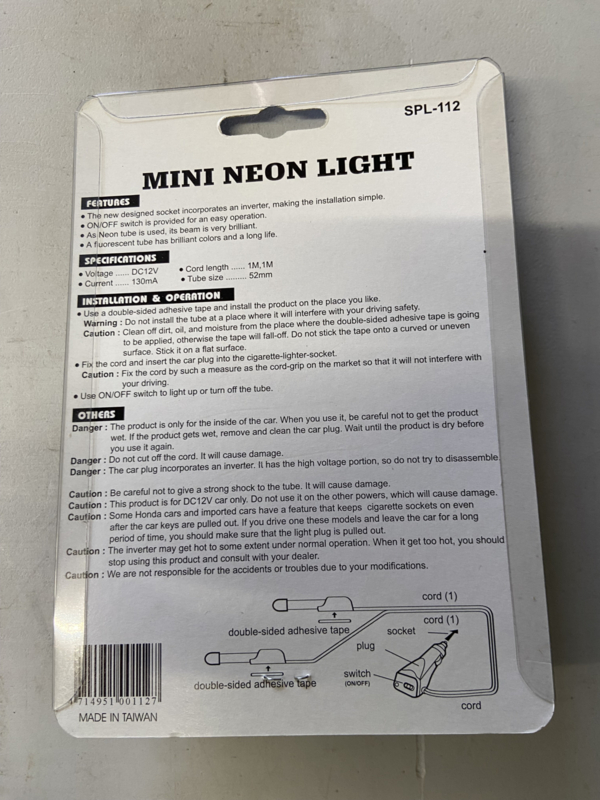 SPL-112
MINI NEON LIGHT
FEATURES
• The new designed socket incorporates an inverter, making the installation simple.
• ON/OFF switch is provided for an easy operation.
• As Neon tube is used, its beam is very brilliant.
• A fluorescent tube has brilliant colors and a long life.
SPECIFICATIONS
• Voltage ...... DC12V
• Current ...... 130mA
• Cord length ...... 1M,1M
• Tube size ......... 52mm
INSTALLATION & OPERATION
• Use a double-sided adhesive tape and install the product on the place you like.
Warning : Do not install the tube at a place where it will interfere with your driving safety.
Caution : Clean off dirt, oil, and moisture from the place where the double-sided adhesive tape is going
to be applied, otherwise the tape will fall-off. Do not stick the tape onto a curved or uneven
surface. Stick it on a flat surface.
• Fix the cord and insert the car plug into the cigarette-lighter-socket.
Caution : Fix the cord by such a measure as the cord-grip on the market so that it will not interfere with
your driving.
• Use ON/OFF switch to light up or turn off the tube.
OTHERS
Danger : The product is only for the inside of the car. When you use it, be careful not to get the product
wet. If the product gets wet, remove and clean the car plug. Wait until the product is dry before
you use it again.
Danger : Do not cut off the cord. It will cause damage.
Danger : The car plug incorporates an inverter. It has the high voltage portion, so do not try to disassemble.
Caution : Be careful not to give a strong shock to the tube. It will cause damage.
Caution : This product is for DC12V car only. Do not use it on the other powers, which will cause damage.
Caution : Some Honda cars and imported cars have a feature that keeps cigarette sockets on even
after the car keys are pulled out. If you drive one these models and leave the car for a long
period of time, you should make sure that the light plug is pulled out.
Caution : The inverter may get hot to some extent under normal operation. When it get too hot, you should
stop using this product and consult with your dealer.
Caution : We are not responsible for the accidents or troubles due to your modifications.
cord (1)
cord (1)
double-sided adhesive tape
socket
plug
switch
(ON/OFF)
double-sided adhesive tape
cord
4 714951 001127
MADE IN TAIWAN